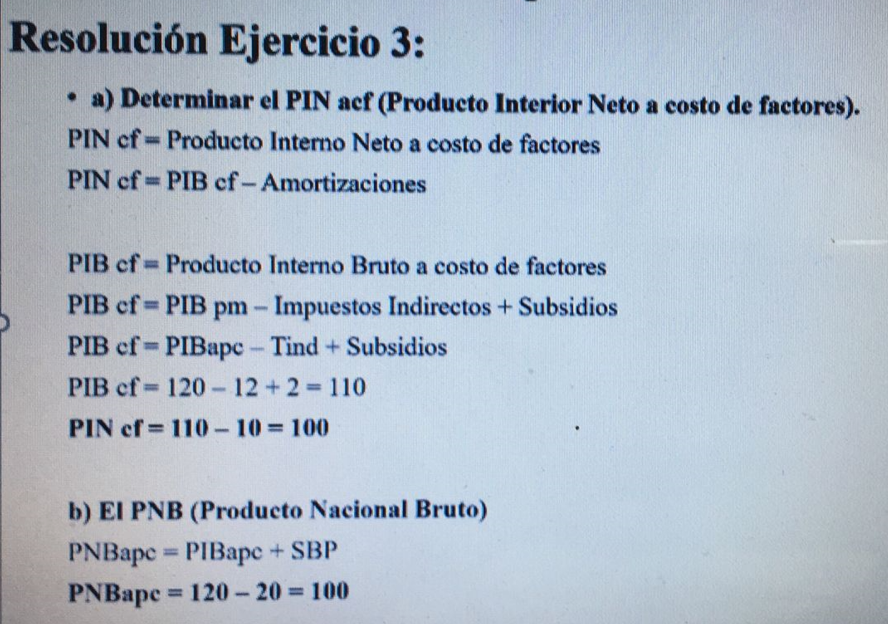 Resolución Ejercicio 3:
• a) Determinar el PIN acf (Producto Interior Neto a costo de factores).
PIN cf = Producto Interno Neto a costo de factores
PIN cf = PIB cf – Amortizaciones
PIB cf = Producto Interno Bruto a costo de factores
PIB cf = PIB pm – Impuestos Indirectos + Subsidios
PIB cf = PIBapc – Tind + Subsidios
PIB cf = 120 – 12 + 2 = 110
PIN cf = 110 – 10 = 100
b) El PNB (Producto Nacional Bruto)
PNBapc = PIBapc + SBP
PNBapc = 120 – 20 = 100